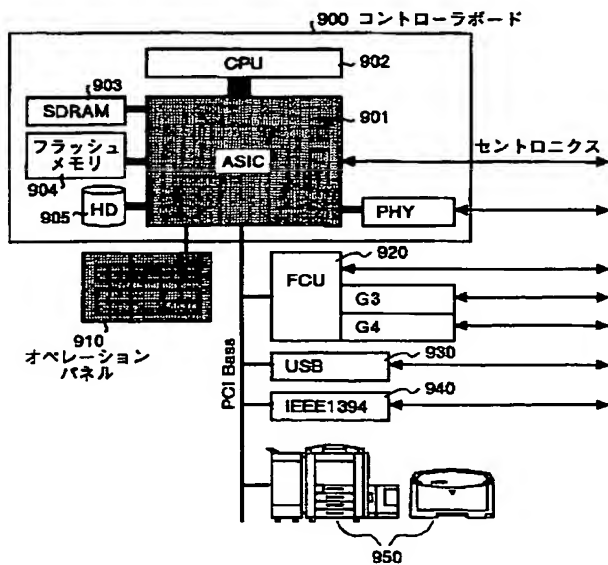 900 コントローラボード
CPU
902
903
SDRAM
901
フラッシュ
メモリ
904
ASIC
セントロニクス
905
HD
PHY
920
FCU
G3
G4
910
オペレーション
パネル
PCI Bass
930
USB
940
IEEE1394
950